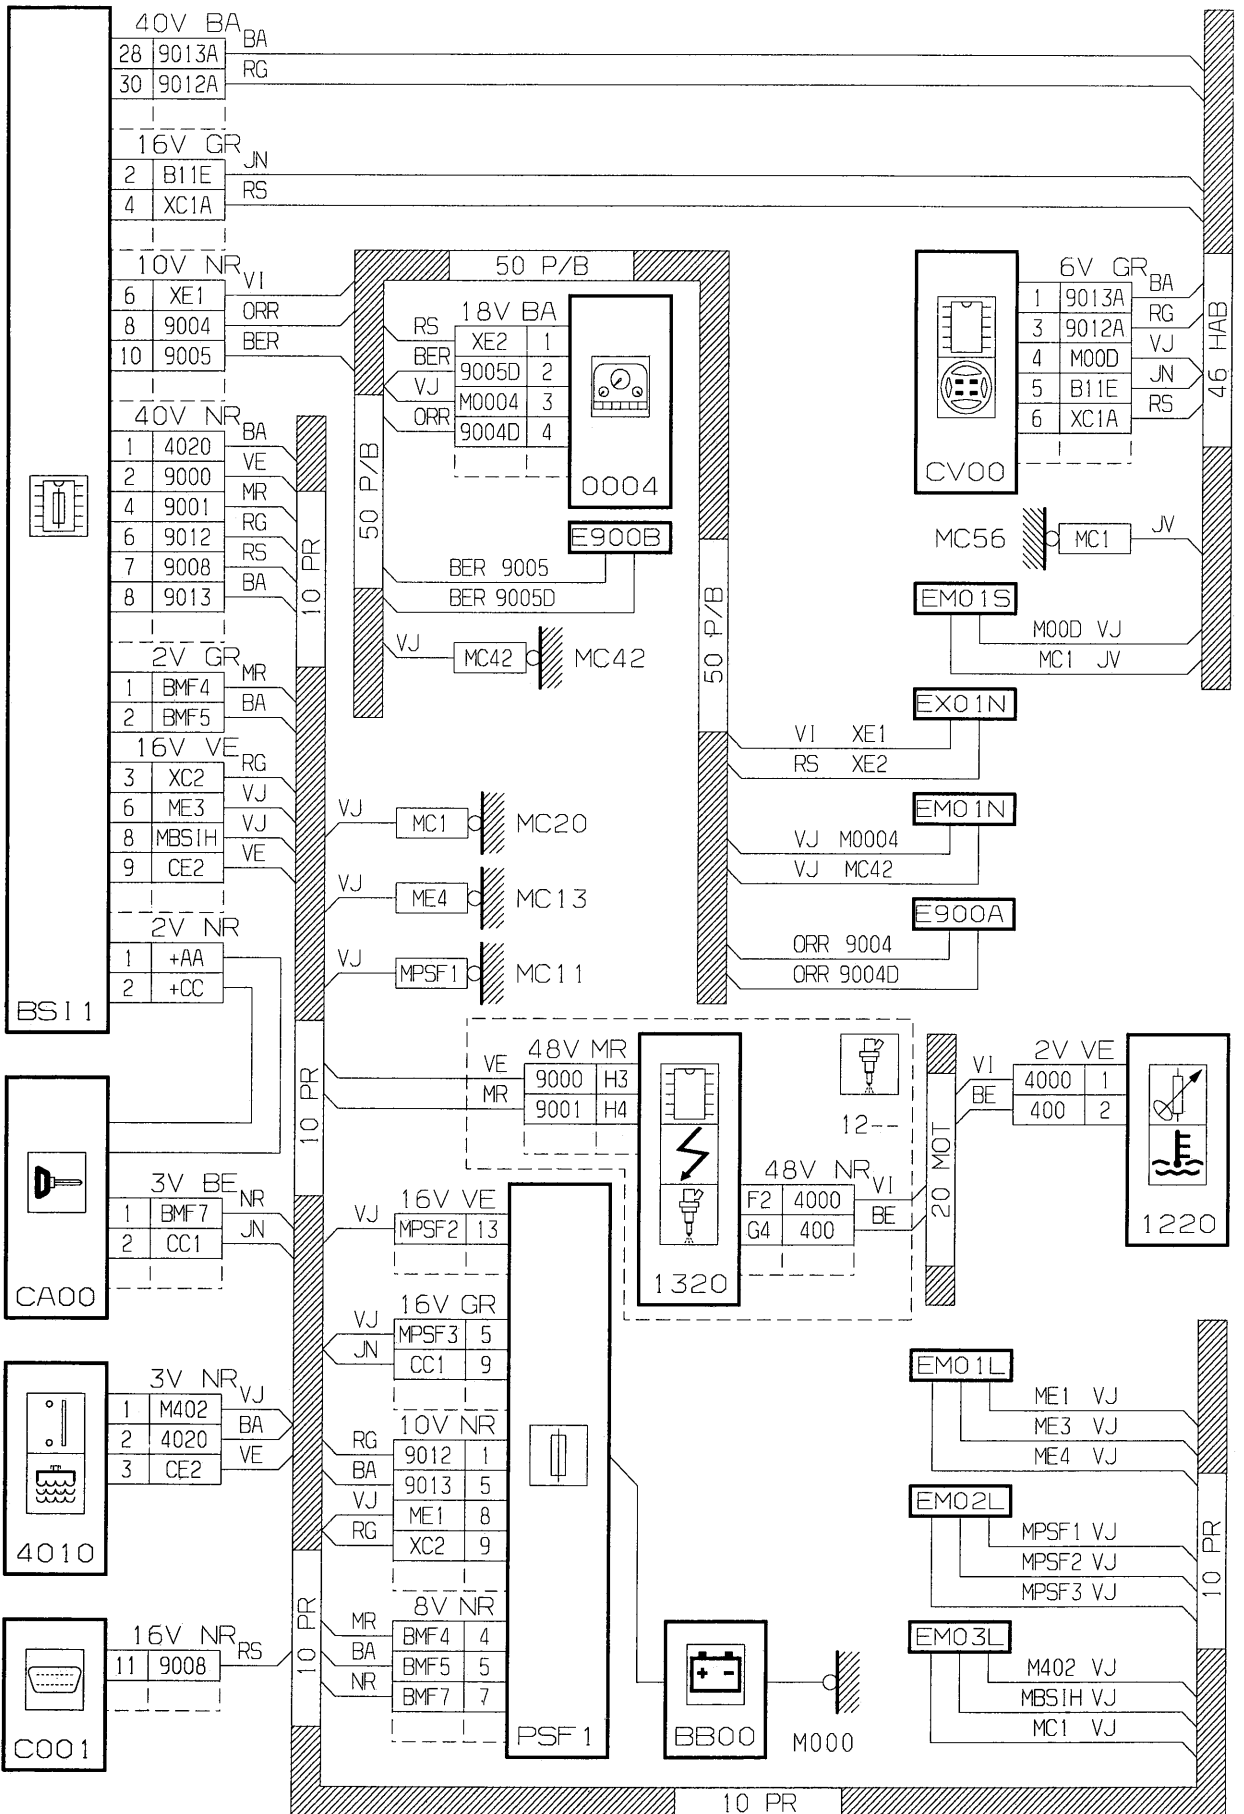 40V BA
28 9013A BA
30 9012A RG
16V GR
2 B11E JN
4 XC1A RS
10V NR
6 XE1 VI
8 9004 ORR
10 9005 BER
40V NR
1 4020 BA
2 9000 VE
4 9001 MR
6 9012 RG
7 9008 RS
8 9013 BA
2V GR
1 BMF4 MR
2 BMF5 BA
16V VE
3 XC2 RG
6 ME3 VJ
8 MBSIH VJ
9 CE2 VE
2V NR
1 +AA
2 +CC
BSI1
10 PR
50 P/B
50 P/B
50 P/B
18V BA
RS XE2 1
BER 9005D 2
VJ M0004 3
ORR 9004D 4
0004
E900B
BER 9005
BER 9005D
VJ MC42 MC42
6V GR
1 9013A BA
3 9012A RG
4 M00D VJ
5 B11E JN
6 XC1A RS
CV00
46 HAB
MC56 MC1 JV
EM01S
M00D VJ
MC1 JV
EX01N
VI XE1
RS XE2
EM01N
VJ M0004
VJ MC42
E900A
ORR 9004
ORR 9004D
VJ MC1 MC20
VJ ME4 MC13
VJ MPSF1 MC11
10 PR
48V MR
VE 9000 H3
MR 9001 H4
12--
48V NR
F2 4000 VI
G4 400 BE
1320
20 MOT
2V VE
VI 4000 1
BE 400 2
1220
3V BE
1 BMF7 NR
2 CC1 JN
CA00
3V NR
1 M402 VJ
2 4020 BA
3 CE2 VE
4010
16V NR
11 9008 RS
C001
10 PR
16V VE
VJ MPSF2 13
16V GR
VJ MPSF3 5
JN CC1 9
10V NR
RG 9012 1
BA 9013 5
VJ ME1 8
RG XC2 9
8V NR
MR BMF4 4
BA BMF5 5
NR BMF7 7
PSF1
BB00
M000
EM01L
ME1 VJ
ME3 VJ
ME4 VJ
EM02L
MPSF1 VJ
MPSF2 VJ
MPSF3 VJ
EM03L
M402 VJ
MBSIH VJ
MC1 VJ
10 PR
10 PR